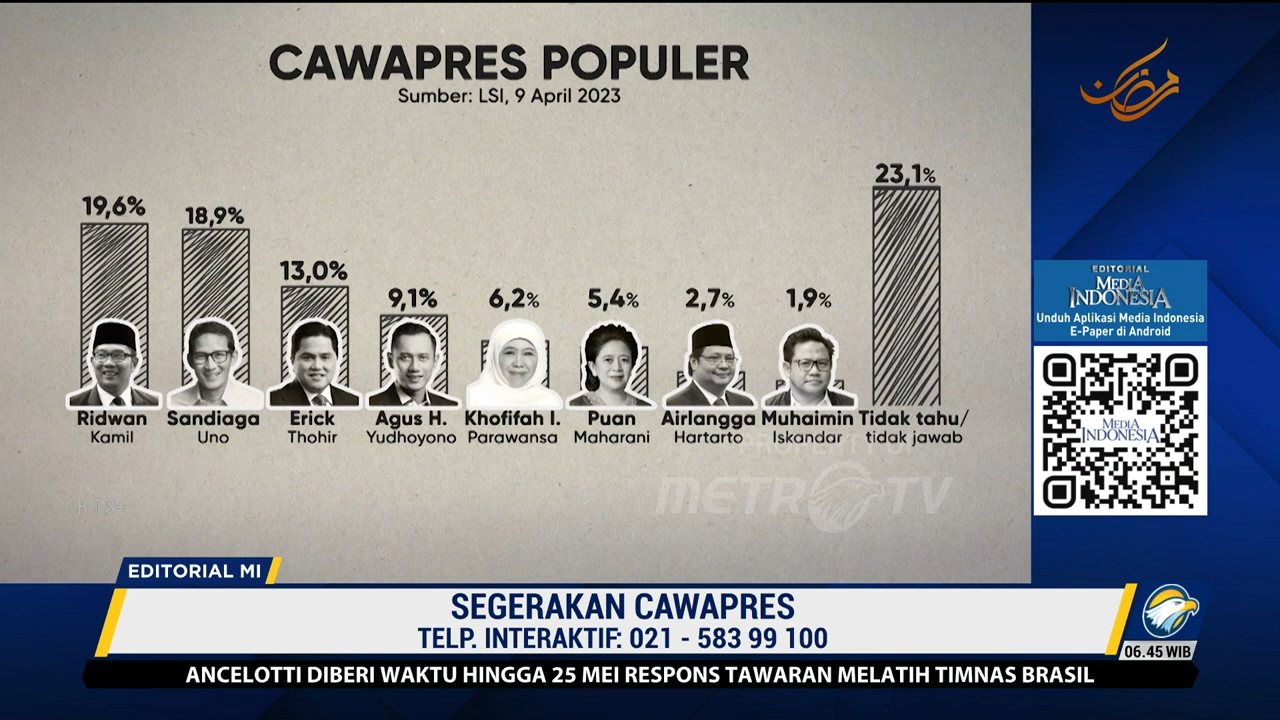 CAWAPRES POPULER
Sumber: LSI, 9 April 2023
رمضان
19,6%
18,9%
13,0%
9,1%
6,2%
5,4%
2,7%
1,9%
23,1%
Ridwan Kamil
Sandiaga Uno
Erick Thohir
Agus H. Yudhoyono
Khofifah I. Parawansa
Puan Maharani
Airlangga Hartarto
Muhaimin Iskandar
Tidak tahu/ tidak jawab
PROPERTY OF
METRO TV
EDITORIAL
MEDIA
INDONESIA
Unduh Aplikasi Media Indonesia
E-Paper di Android
MEDIA
INDONESIA
EDITORIAL MI
SEGERAKAN CAWAPRES
TELP. INTERAKTIF: 021 - 583 99 100
06.45 WIB
ANCELOTTI DIBERI WAKTU HINGGA 25 MEI RESPONS TAWARAN MELATIH TIMNAS BRASIL